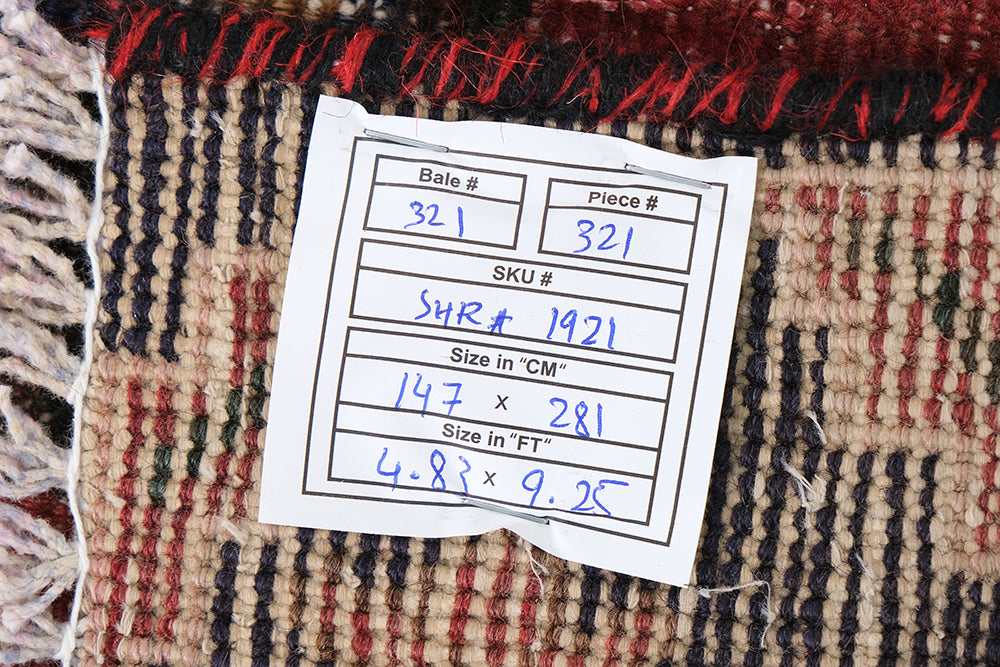 Bale # Piece #
321 321
SKU #
SHR # 1921
Size in "CM"
147 x 281
Size in "FT"
4.83 x 9.25